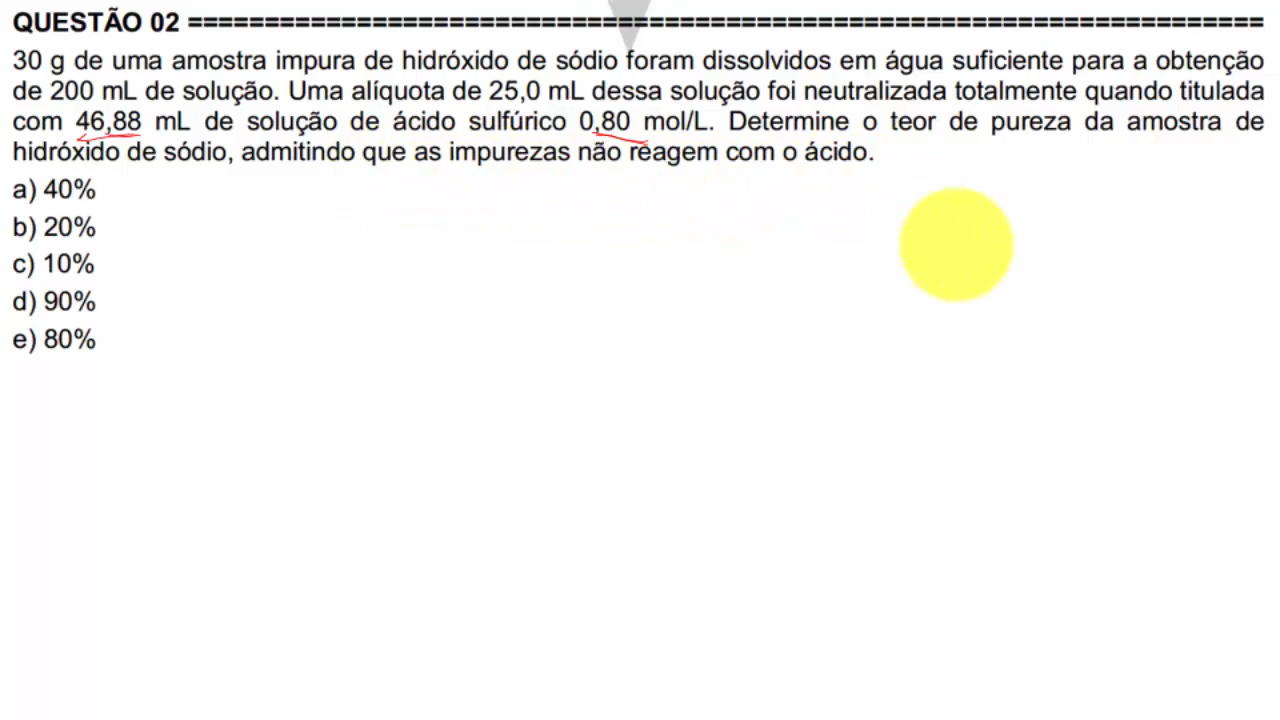 QUESTÃO 02 ======================================================================
30 g de uma amostra impura de hidróxido de sódio foram dissolvidos em água suficiente para a obtenção
de 200 mL de solução. Uma alíquota de 25,0 mL dessa solução foi neutralizada totalmente quando titulada
com 46,88 mL de solução de ácido sulfúrico 0,80 mol/L. Determine o teor de pureza da amostra de
hidróxido de sódio, admitindo que as impurezas não reagem com o ácido.
a) 40%
b) 20%
c) 10%
d) 90%
e) 80%